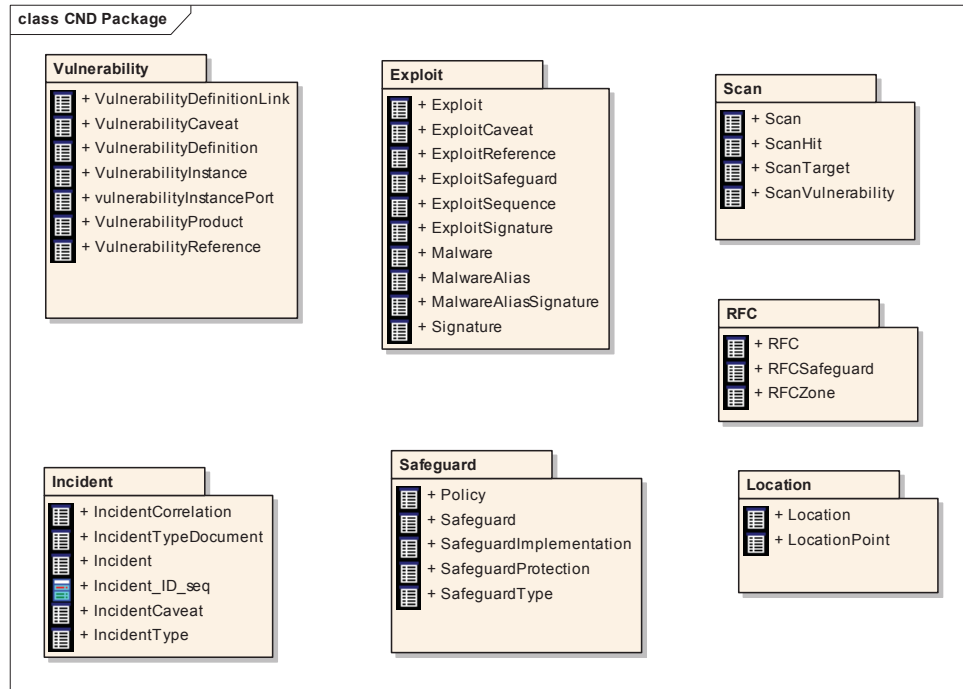 class CND Package
Vulnerability
+ VulnerabilityDefinitionLink
+ VulnerabilityCaveat
+ VulnerabilityDefinition
+ VulnerabilityInstance
+ vulnerabilityInstancePort
+ VulnerabilityProduct
+ VulnerabilityReference
Exploit
+ Exploit
+ ExploitCaveat
+ ExploitReference
+ ExploitSafeguard
+ ExploitSequence
+ ExploitSignature
+ Malware
+ MalwareAlias
+ MalwareAliasSignature
+ Signature
Scan
+ Scan
+ ScanHit
+ ScanTarget
+ ScanVulnerability
RFC
+ RFC
+ RFCSafeguard
+ RFCZone
Incident
+ IncidentCorrelation
+ IncidentTypeDocument
+ Incident
+ Incident_ID_seq
+ IncidentCaveat
+ IncidentType
Safeguard
+ Policy
+ Safeguard
+ SafeguardImplementation
+ SafeguardProtection
+ SafeguardType
Location
+ Location
+ LocationPoint